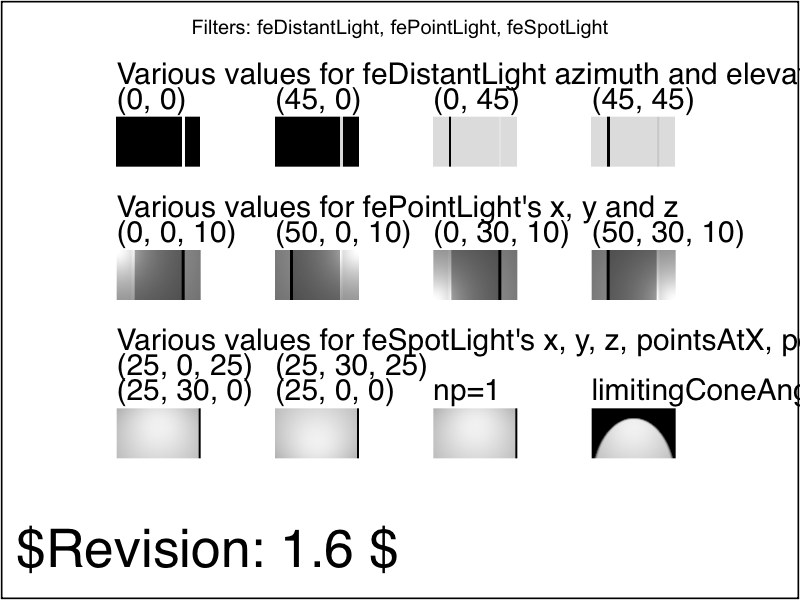 Filters: feDistantLight, fePointLight, feSpotLight
Various values for feDistantLight azimuth and eleva
(0, 0) (45, 0) (0, 45) (45, 45)
Various values for fePointLight's x, y and z
(0, 0, 10) (50, 0, 10) (0, 30, 10) (50, 30, 10)
Various values for feSpotLight's x, y, z, pointsAtX, p
(25, 0, 25) (25, 30, 25)
(25, 30, 0) (25, 0, 0) np=1 limitingConeAng
$Revision: 1.6 $